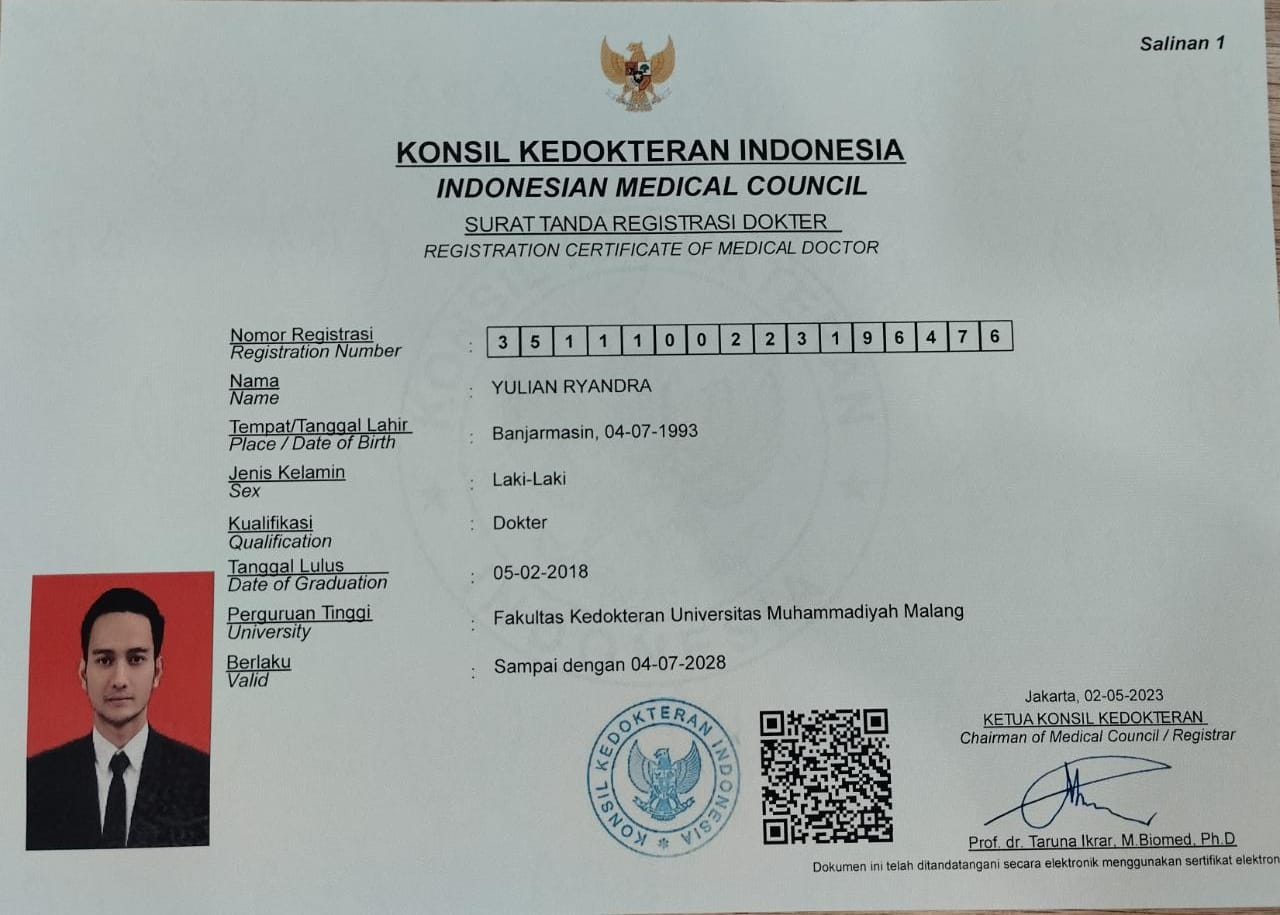 Salinan 1
KONSIL KEDOKTERAN INDONESIA
INDONESIAN MEDICAL COUNCIL
SURAT TANDA REGISTRASI DOKTER
REGISTRATION CERTIFICATE OF MEDICAL DOCTOR
Nomor Registrasi
Registration Number : 3 5 1 1 1 0 0 2 2 3 1 9 6 4 7 6
Nama
Name : YULIAN RYANDRA
Tempat/Tanggal Lahir
Place / Date of Birth : Banjarmasin, 04-07-1993
Jenis Kelamin
Sex : Laki-Laki
Kualifikasi
Qualification : Dokter
Tanggal Lulus
Date of Graduation : 05-02-2018
Perguruan Tinggi
University : Fakultas Kedokteran Universitas Muhammadiyah Malang
Berlaku
Valid : Sampai dengan 04-07-2028
KONSIL KEDOKTERAN INDONESIA
Jakarta, 02-05-2023
KETUA KONSIL KEDOKTERAN
Chairman of Medical Council / Registrar
Prof. dr. Taruna Ikrar, M.Biomed, Ph.D
Dokumen ini telah ditandatangani secara elektronik menggunakan sertifikat elektron